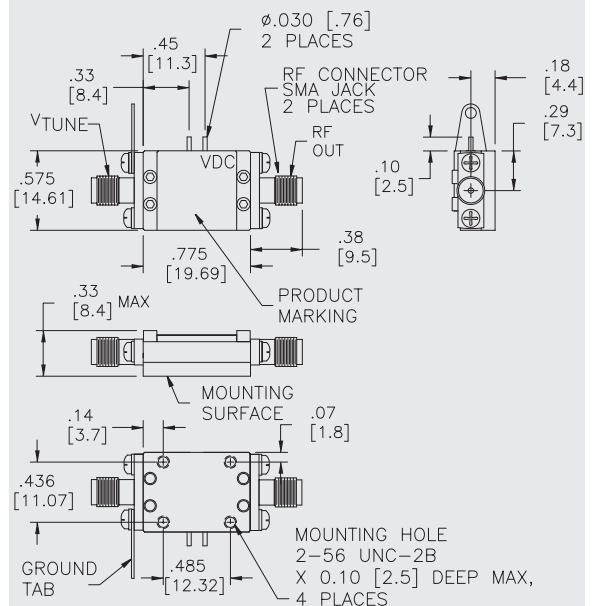 Ø.030 [.76]
2 PLACES
.45
[11.3]
.33
[8.4]
RF CONNECTOR
SMA JACK
2 PLACES
.18
[4.4]
.29
[7.3]
VTUNE
VDC
RF
OUT
.10
[2.5]
.575
[14.61]
.775
[19.69]
.38
[9.5]
PRODUCT
MARKING
.33
[8.4] MAX
MOUNTING
SURFACE
.14
[3.7]
.07
[1.8]
.436
[11.07]
GROUND
TAB
.485
[12.32]
MOUNTING HOLE
2-56 UNC-2B
X 0.10 [2.5] DEEP MAX,
4 PLACES